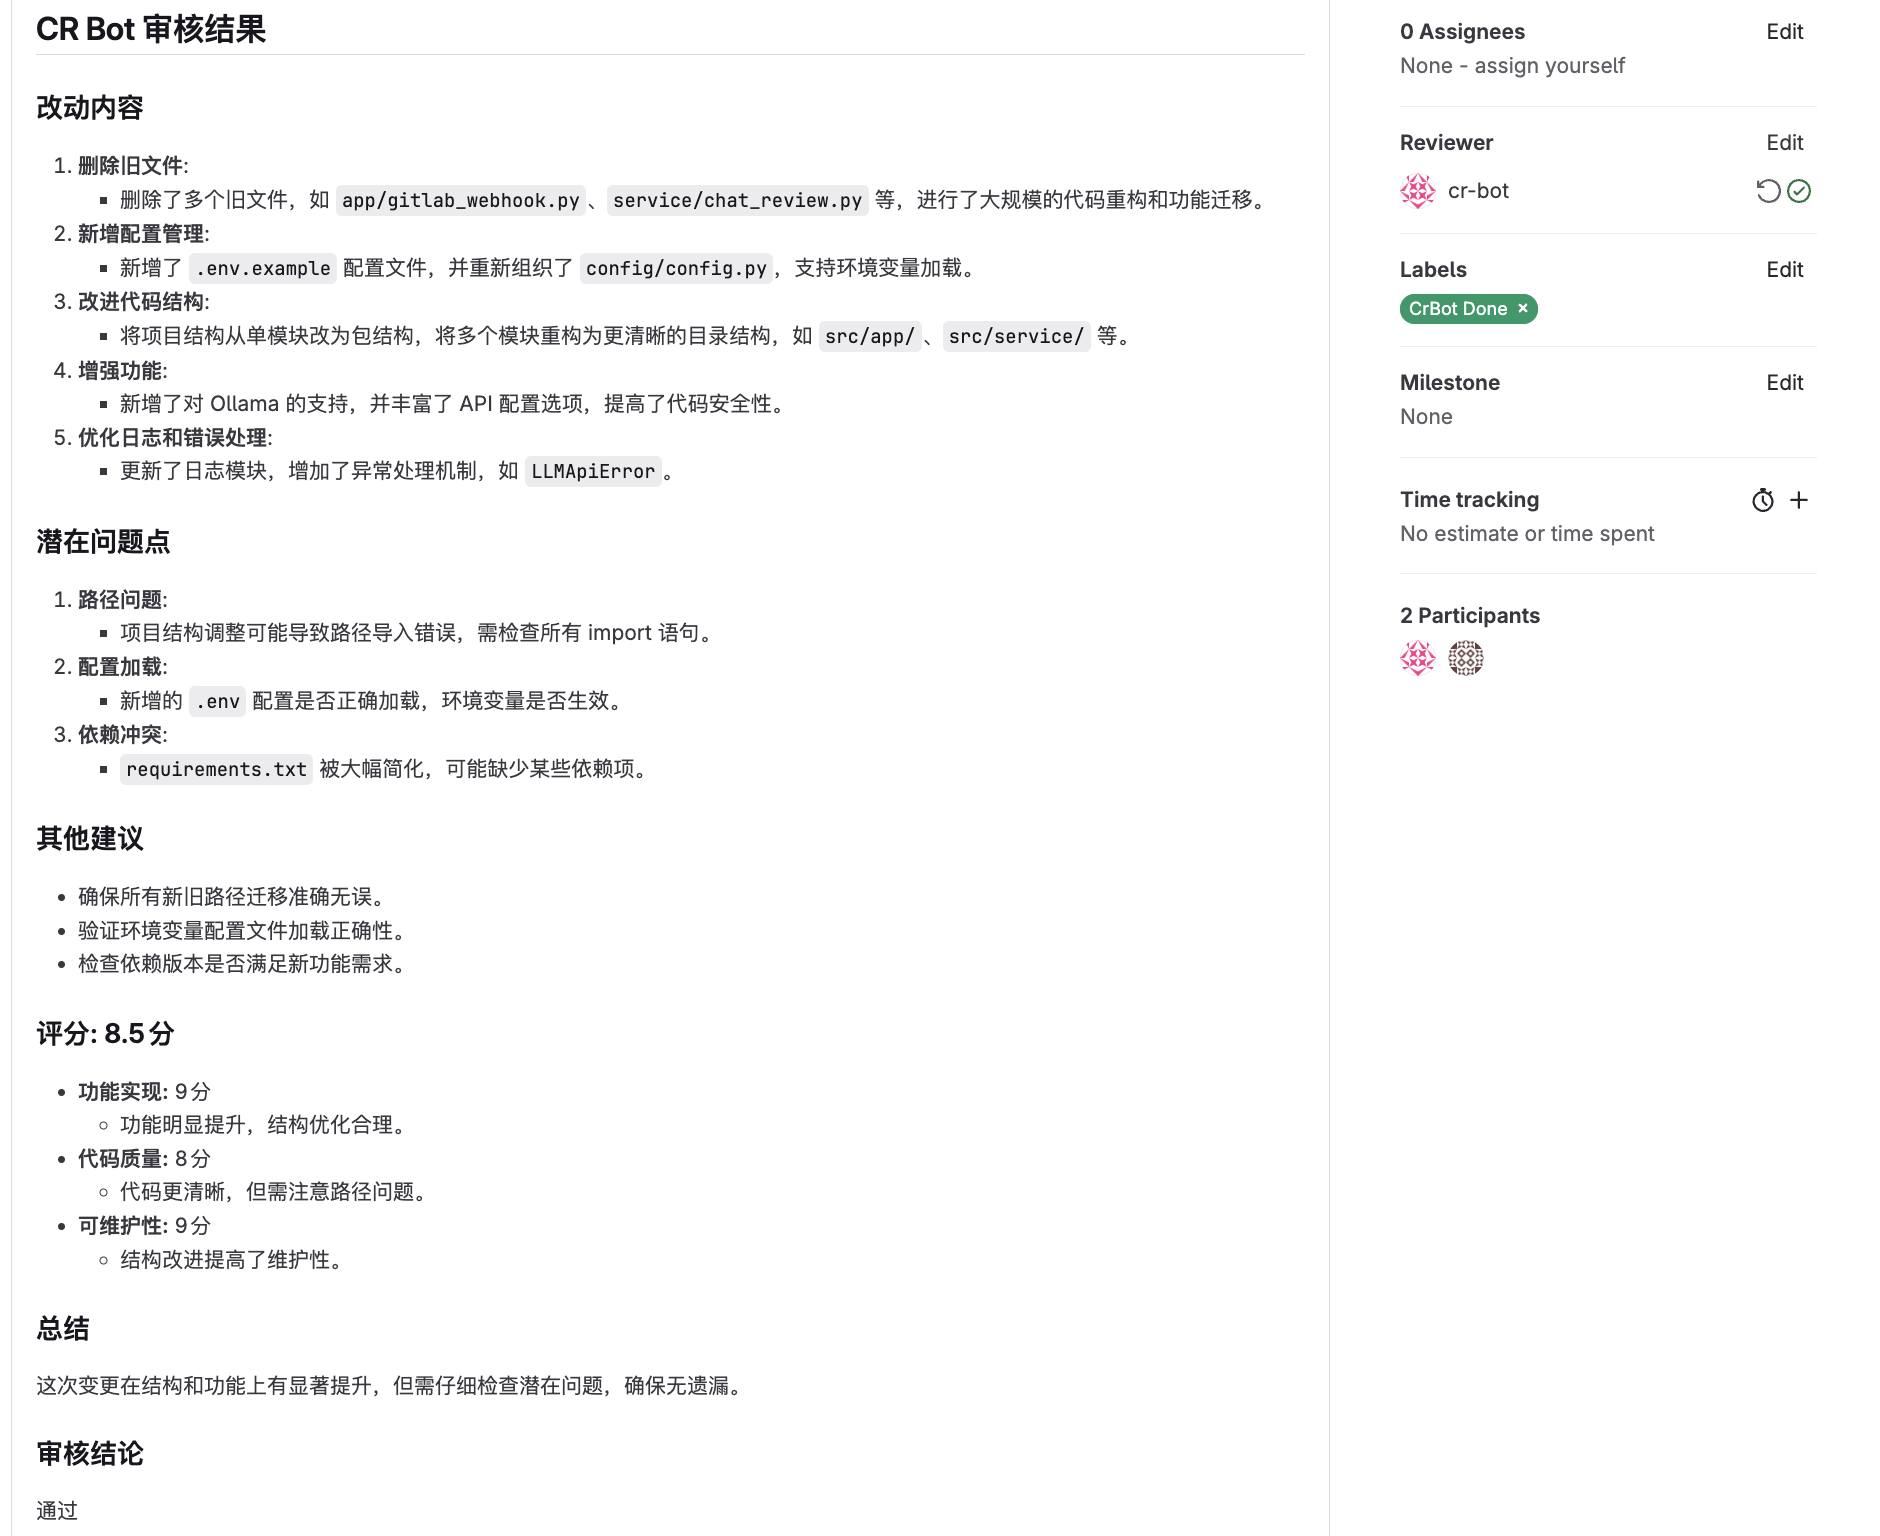 CR Bot 审核结果
改动内容
1. 删除旧文件:
▪ 删除了多个旧文件，如 app/gitlab_webhook.py、service/chat_review.py 等，进行了大规模的代码重构和功能迁移。
2. 新增配置管理:
▪ 新增了 .env.example 配置文件，并重新组织了 config/config.py，支持环境变量加载。
3. 改进代码结构:
▪ 将项目结构从单模块改为包结构，将多个模块重构为更清晰的目录结构，如 src/app/、src/service/ 等。
4. 增强功能:
▪ 新增了对 Ollama 的支持，并丰富了 API 配置选项，提高了代码安全性。
5. 优化日志和错误处理:
▪ 更新了日志模块，增加了异常处理机制，如 LLMApiError。
潜在问题点
1. 路径问题:
▪ 项目结构调整可能导致路径导入错误，需检查所有 import 语句。
2. 配置加载:
▪ 新增的 .env 配置是否正确加载，环境变量是否生效。
3. 依赖冲突:
▪ requirements.txt 被大幅简化，可能缺少某些依赖项。
其他建议
• 确保所有新旧路径迁移准确无误。
• 验证环境变量配置文件加载正确性。
• 检查依赖版本是否满足新功能需求。
评分: 8.5分
• 功能实现: 9分
◦ 功能明显提升，结构优化合理。
• 代码质量: 8分
◦ 代码更清晰，但需注意路径问题。
• 可维护性: 9分
◦ 结构改进提高了维护性。
总结
这次变更在结构和功能上有显著提升，但需仔细检查潜在问题，确保无遗漏。
审核结论
通过
0 Assignees Edit
None - assign yourself
Reviewer Edit
cr-bot
Labels Edit
CrBot Done ×
Milestone Edit
None
Time tracking +
No estimate or time spent
2 Participants